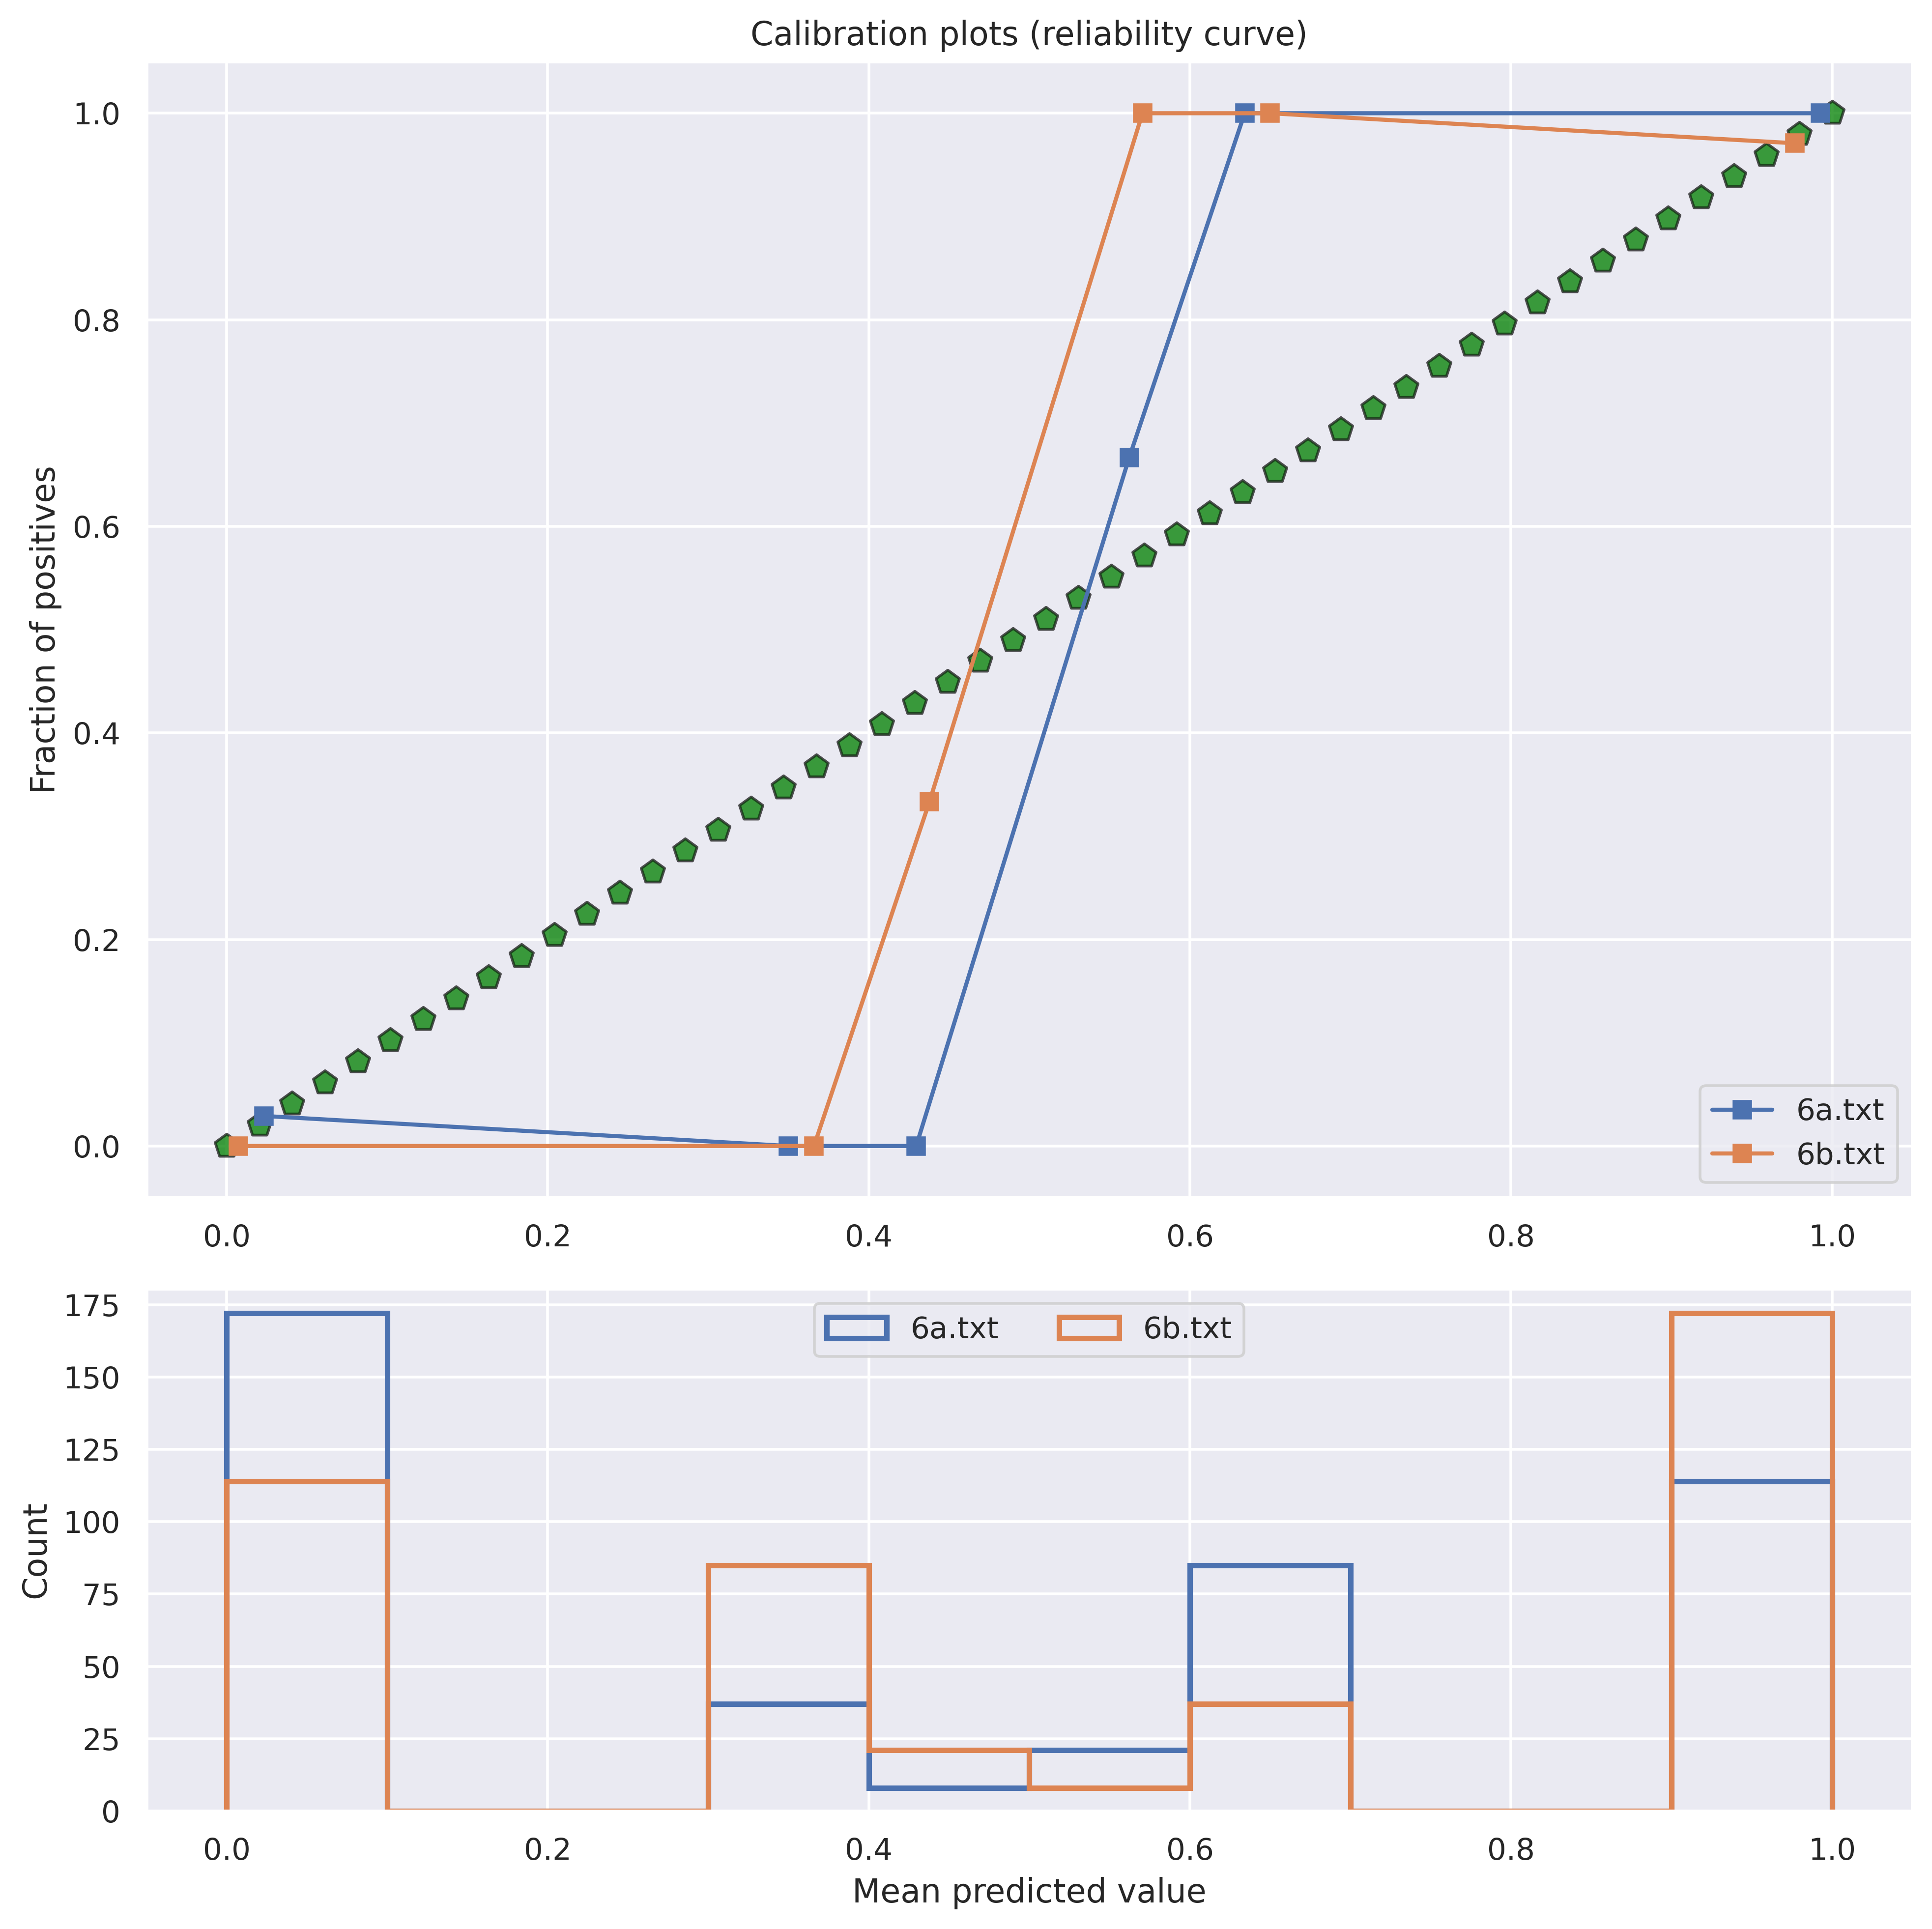 Calibration plots (reliability curve)
1.0
0.8
0.6
0.4
0.2
0.0
Fraction of positives
6a.txt
6b.txt
0.0 0.2 0.4 0.6 0.8 1.0
175
150
125
100
75
50
25
0
Count
6a.txt 6b.txt
0.0 0.2 0.4 0.6 0.8 1.0
Mean predicted value